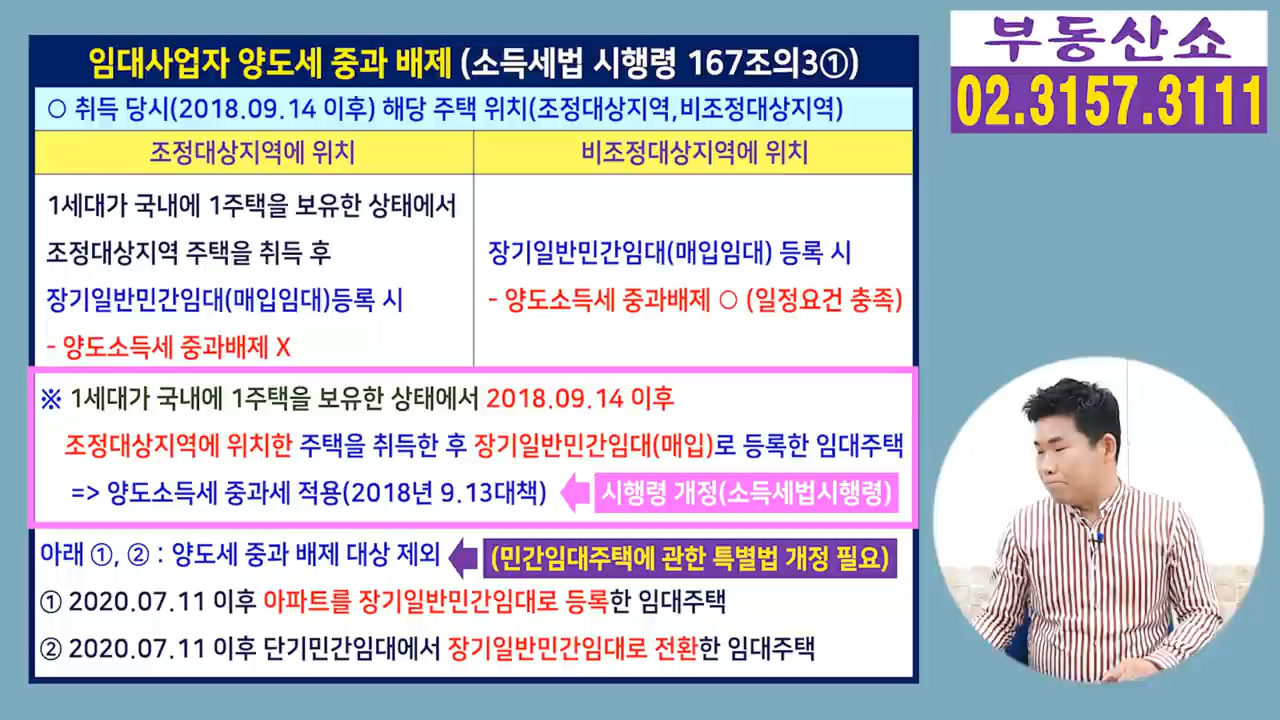 부동산쇼
02.3157.3111
임대사업자 양도세 중과 배제 (소득세법 시행령 167조의3①)
○ 취득 당시(2018.09.14 이후) 해당 주택 위치(조정대상지역,비조정대상지역)
조정대상지역에 위치
비조정대상지역에 위치
1세대가 국내에 1주택을 보유한 상태에서
조정대상지역 주택을 취득 후
장기일반민간임대(매입임대)등록 시
- 양도소득세 중과배제 X
장기일반민간임대(매입임대) 등록 시
- 양도소득세 중과배제 ○ (일정요건 충족)
※ 1세대가 국내에 1주택을 보유한 상태에서 2018.09.14 이후
조정대상지역에 위치한 주택을 취득한 후 장기일반민간임대(매입)로 등록한 임대주택
=> 양도소득세 중과세 적용(2018년 9.13대책) 시행령 개정(소득세법시행령)
아래 ①, ② : 양도세 중과 배제 대상 제외 (민간임대주택에 관한 특별법 개정 필요)
① 2020.07.11 이후 아파트를 장기일반민간임대로 등록한 임대주택
② 2020.07.11 이후 단기민간임대에서 장기일반민간임대로 전환한 임대주택